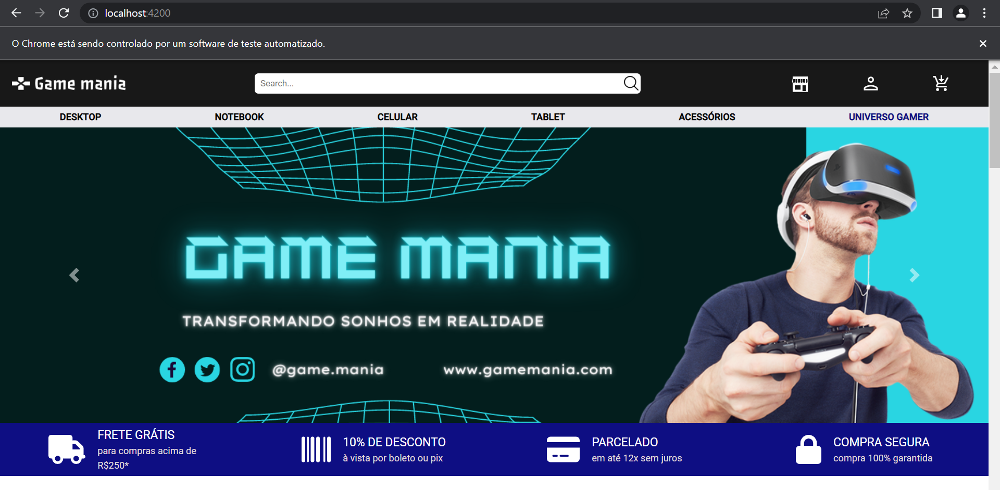 localhost:4200
O Chrome está sendo controlado por um software de teste automatizado.
Game mania
Search...
DESKTOP NOTEBOOK CELULAR TABLET ACESSÓRIOS UNIVERSO GAMER
GAME MANIA
TRANSFORMANDO SONHOS EM REALIDADE
@game.mania www.gamemania.com
FRETE GRÁTIS
para compras acima de
R$250*
10% DE DESCONTO
à vista por boleto ou pix
PARCELADO
em até 12x sem juros
COMPRA SEGURA
compra 100% garantida